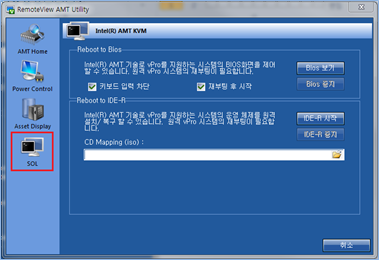 RemoteView AMT Utility
AMT Home
Power Control
Asset Display
SOL
Intel(R) AMT KVM
Reboot to Bios
Intel(R) AMT 기술로 vPro를 지원하는 시스템의 BIOS화면을 제어
할 수 있습니다. 원격 vPro 시스템의 재부팅이 필요합니다.
키보드 입력 차단
재부팅 후 시작
Bios 보기
Bios 중지
Reboot to IDE-R
Intel(R) AMT 기술로 vPro를 지원하는 시스템의 운영 체제를 원격
설치/ 복구 할 수 있습니다. 원격 vPro 시스템의 재부팅이 필요합니
다.
IDE-R 시작
IDE-R 중지
CD Mapping (iso) :
취소